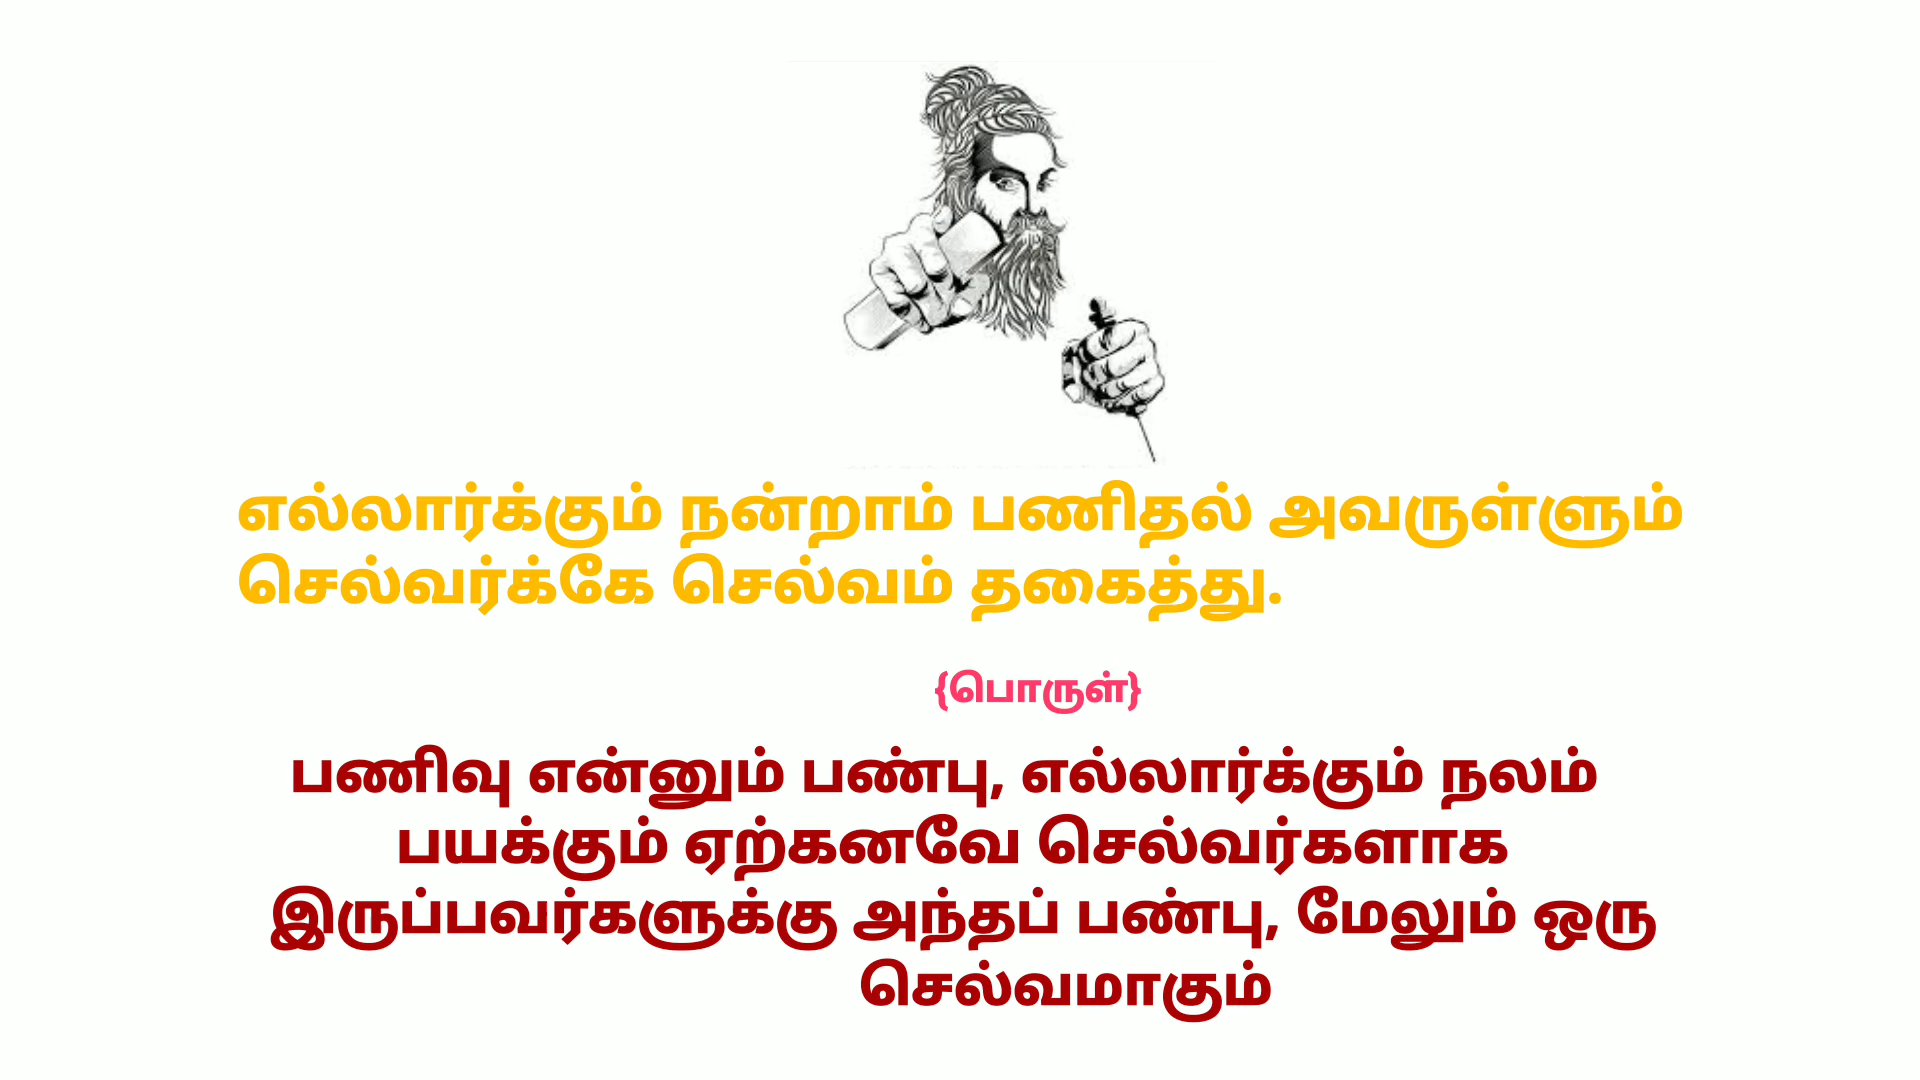 எல்லார்க்கும் நன்றாம் பணிதல் அவருள்ளும்
செல்வர்க்கே செல்வம் தகைத்து.
{பொருள்}
பணிவு என்னும் பண்பு, எல்லார்க்கும் நலம்
பயக்கும் ஏற்கனவே செல்வர்களாக
இருப்பவர்களுக்கு அந்தப் பண்பு, மேலும் ஒரு
செல்வமாகும்